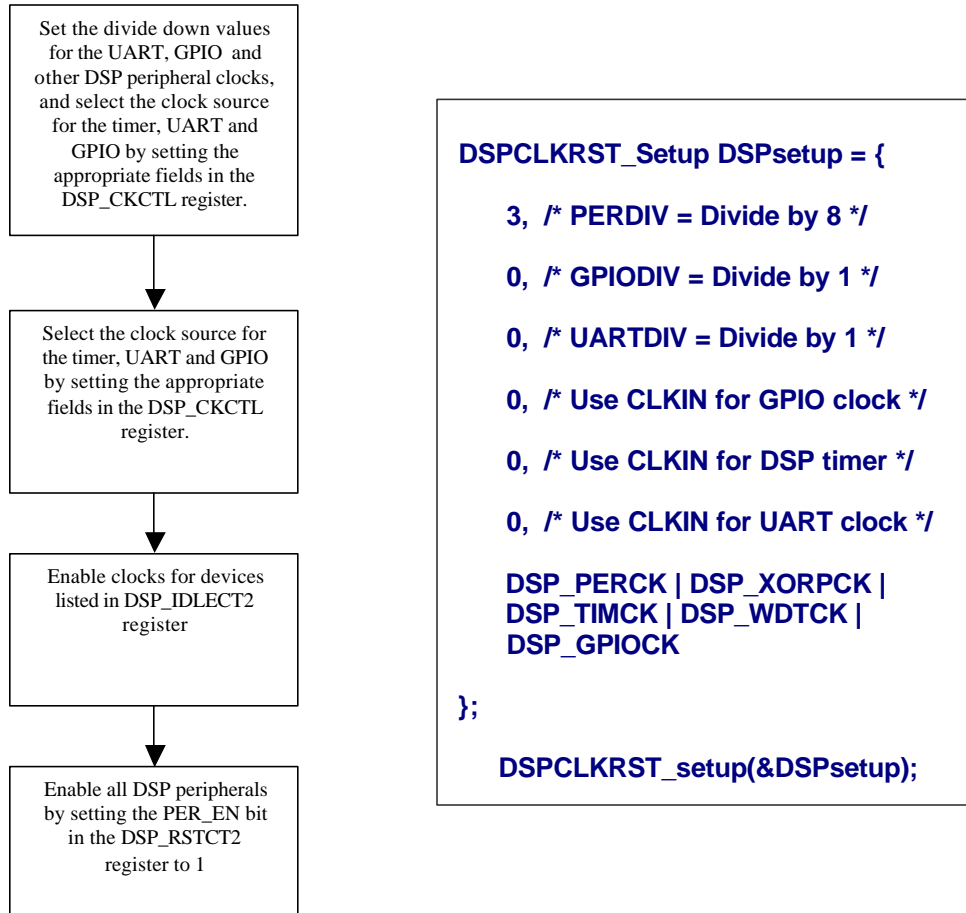 Set the divide down values
for the UART, GPIO and
other DSP peripheral clocks,
and select the clock source
for the timer, UART and
GPIO by setting the
appropriate fields in the
DSP_CKCTL register.
Select the clock source for
the timer, UART and GPIO
by setting the appropriate
fields in the DSP_CKCTL
register.
Enable clocks for devices
listed in DSP_IDLECT2
register
Enable all DSP peripherals
by setting the PER_EN bit
in the DSP_RSTCT2
register to 1
DSPCLKRST_Setup DSPsetup = {
3, /* PERDIV = Divide by 8 */
0, /* GPIODIV = Divide by 1 */
0, /* UARTDIV = Divide by 1 */
0, /* Use CLKIN for GPIO clock */
0, /* Use CLKIN for DSP timer */
0, /* Use CLKIN for UART clock */
DSP_PERCK | DSP_XORPCK |
DSP_TIMCK | DSP_WDTCK |
DSP_GPIOCK
};
DSPCLKRST_setup(&DSPsetup);